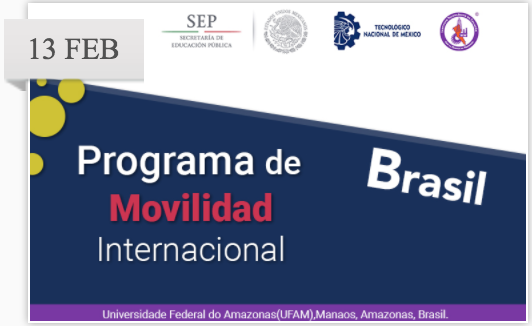 13 FEB
SEP
SECRETARÍA DE
EDUCACIÓN PÚBLICA
TECNOLÓGICO
NACIONAL DE MÉXICO
Programa de
Movilidad
Internacional
Brasil
Universidade Federal do Amazonas(UFAM),Manaos, Amazonas, Brasil.